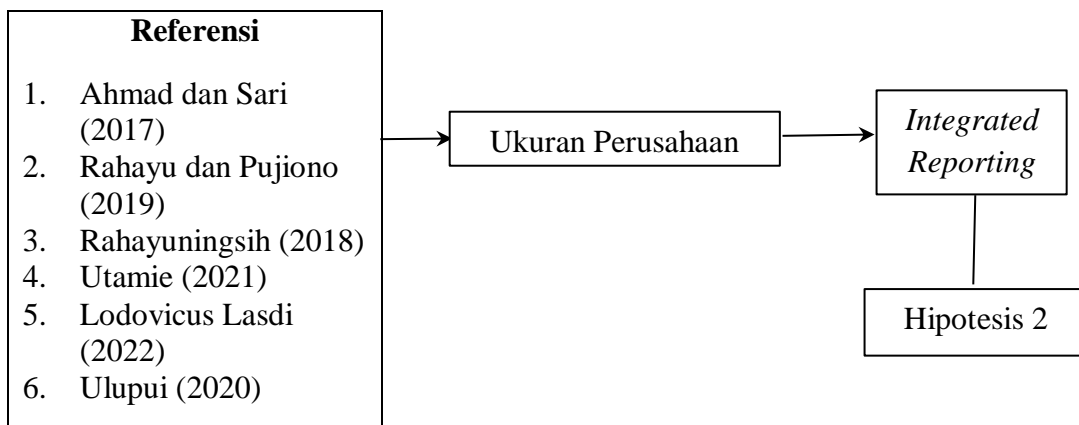 Referensi
1. Ahmad dan Sari
(2017)
2. Rahayu dan Pujiono
(2019)
3. Rahayuningsih (2018)
4. Utamie (2021)
5. Lodovicus Lasdi
(2022)
6. Ulupui (2020)
Ukuran Perusahaan
Integrated
Reporting
Hipotesis 2